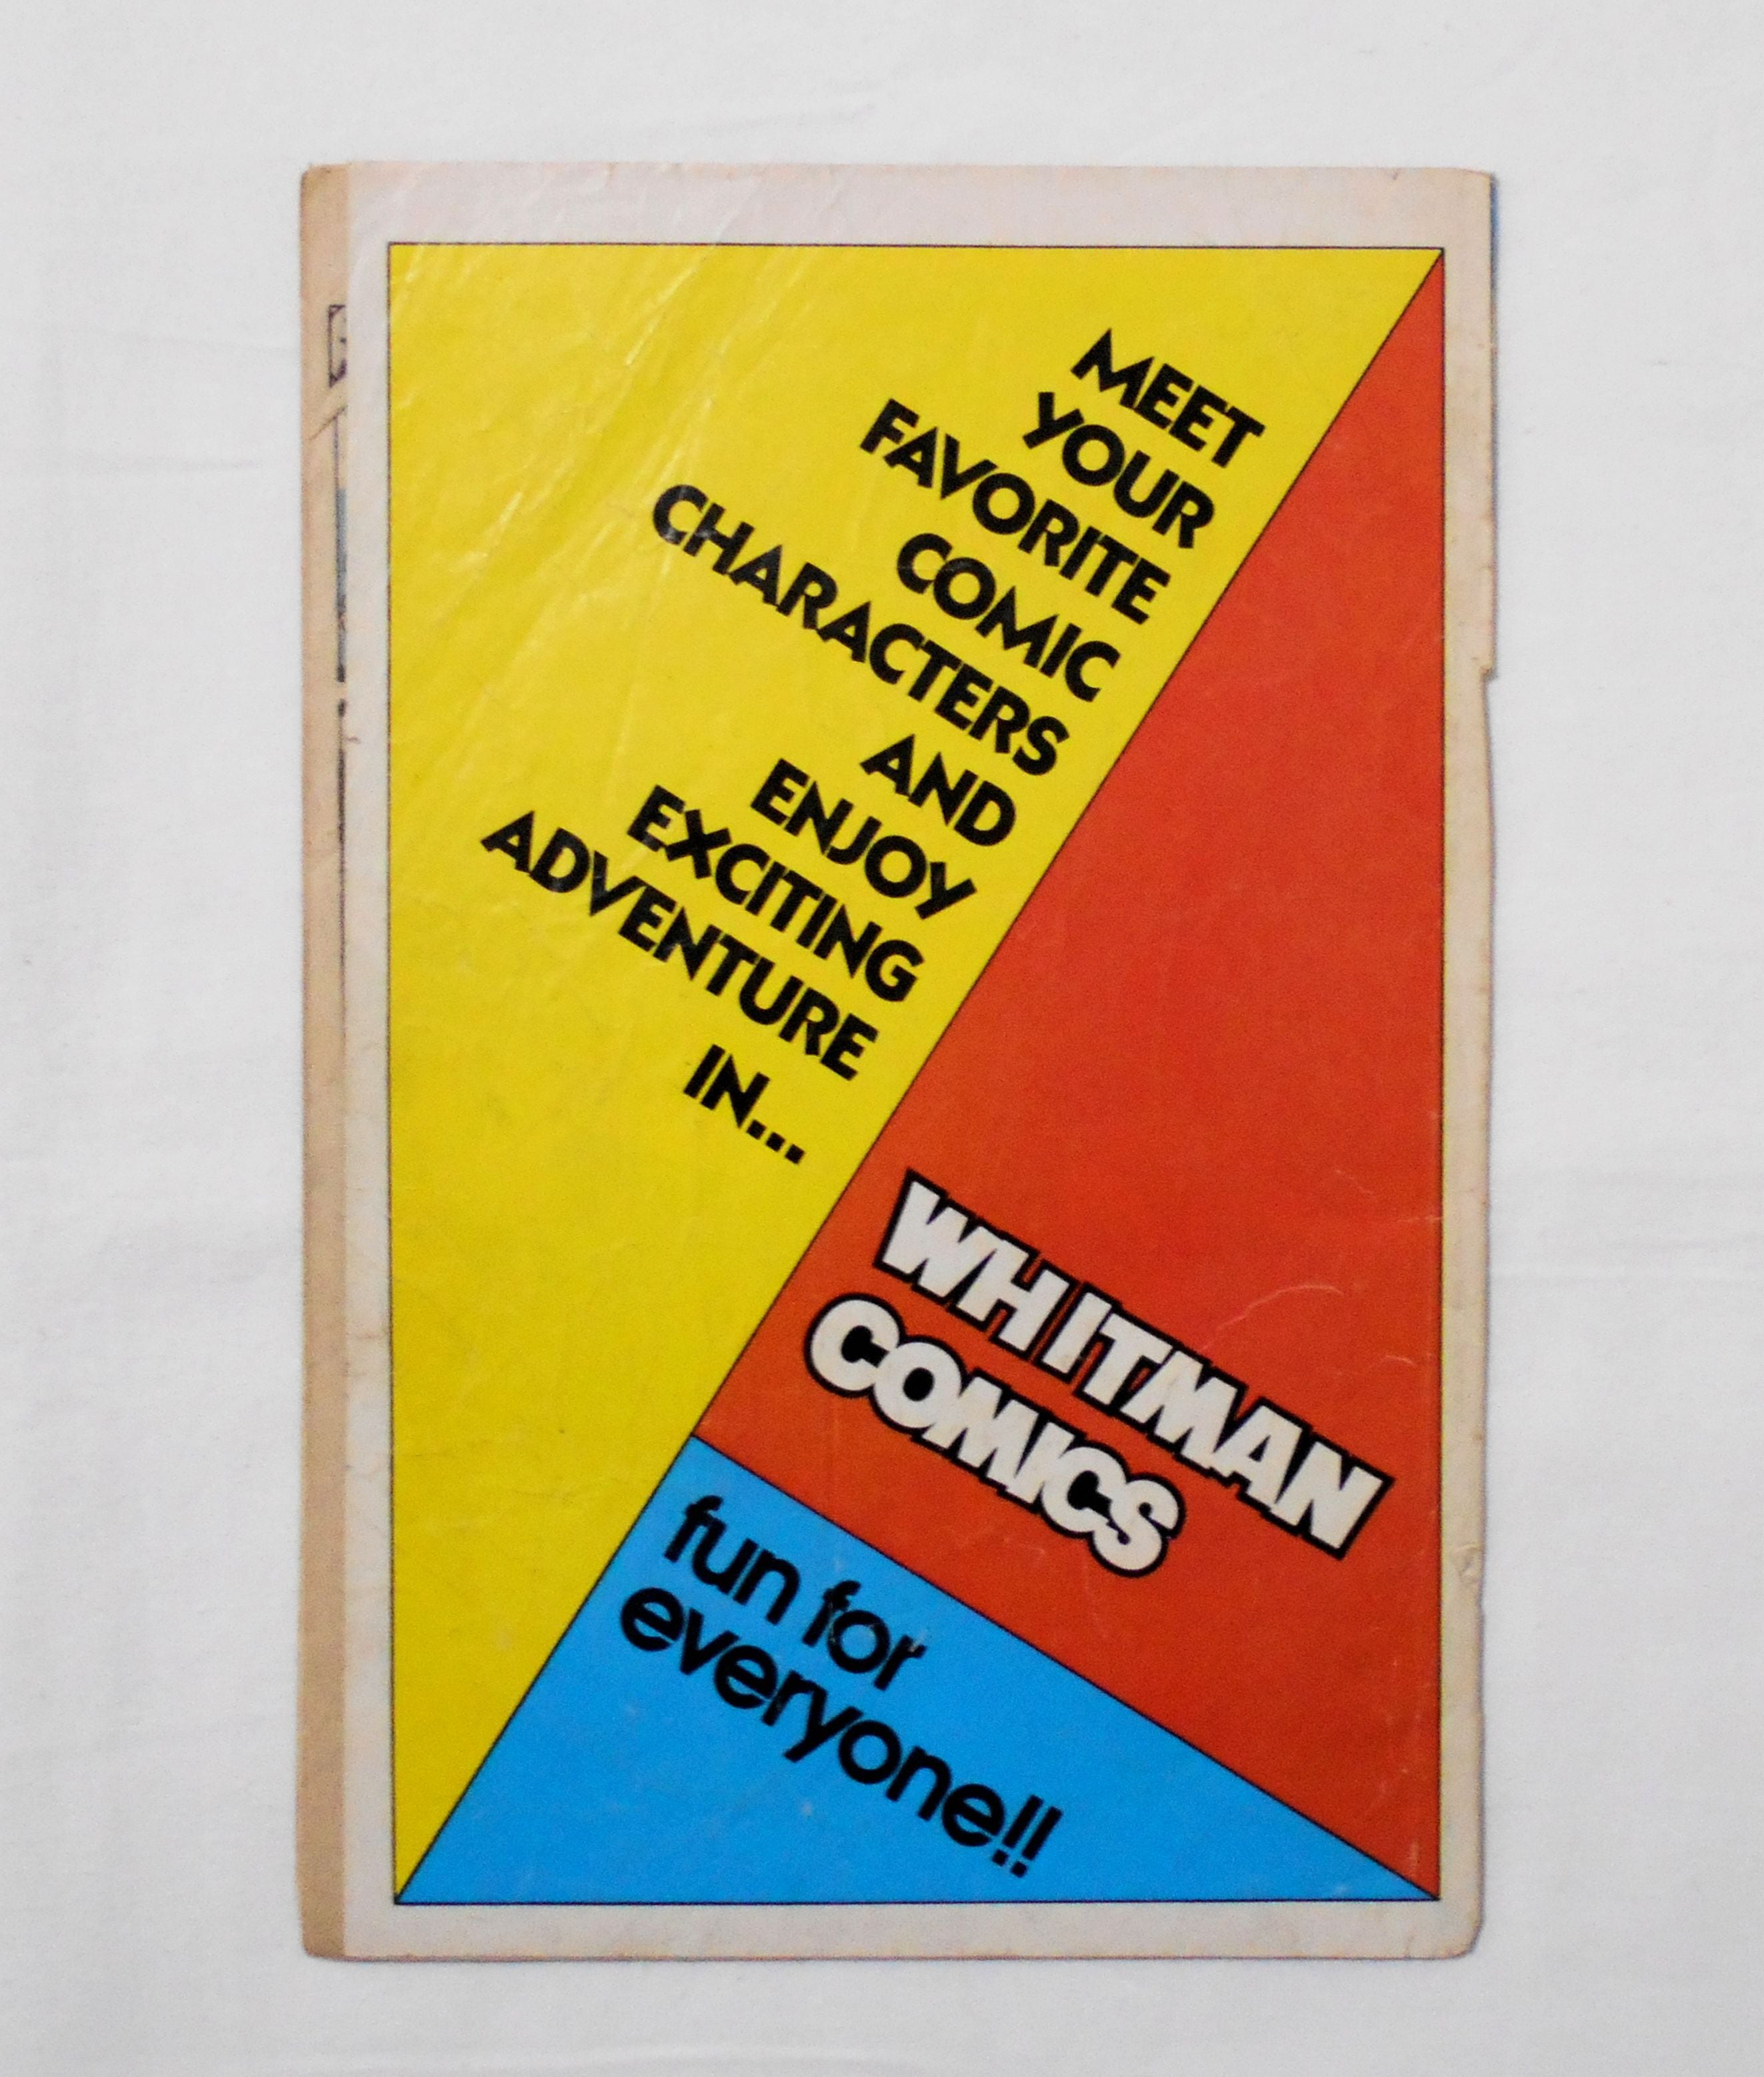 MEET
YOUR
FAVORITE
COMIC
CHARACTERS
AND
ENJOY
EXCITING
ADVENTURE
IN...
WHITMAN
COMICS
fun for
everyone!!